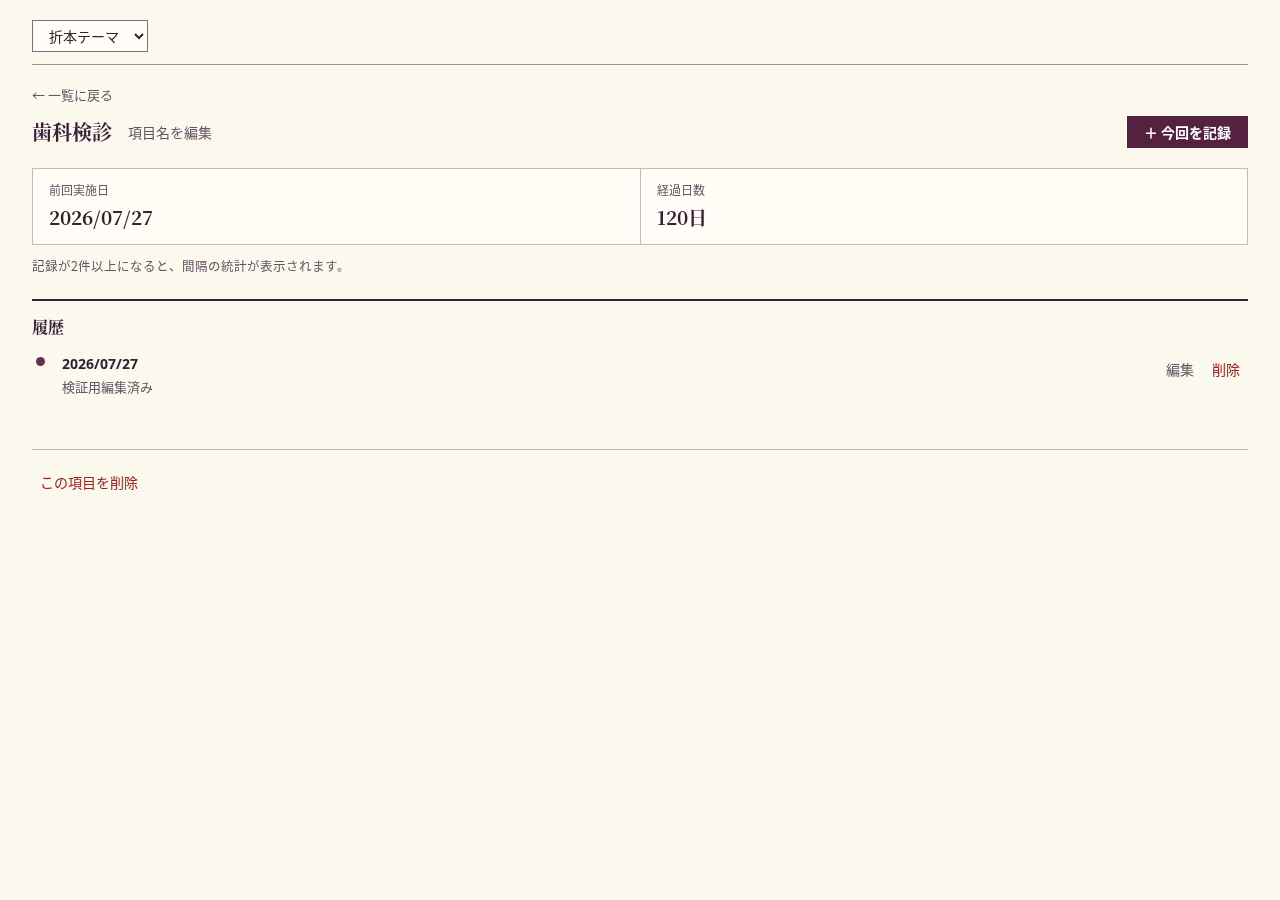 折本テーマ
← 一覧に戻る
歯科検診 項目名を編集
＋ 今回を記録
前回実施日
2026/07/27
経過日数
120日
記録が2件以上になると、間隔の統計が表示されます。
履歴
2026/07/27
検証用編集済み
編集 削除
この項目を削除